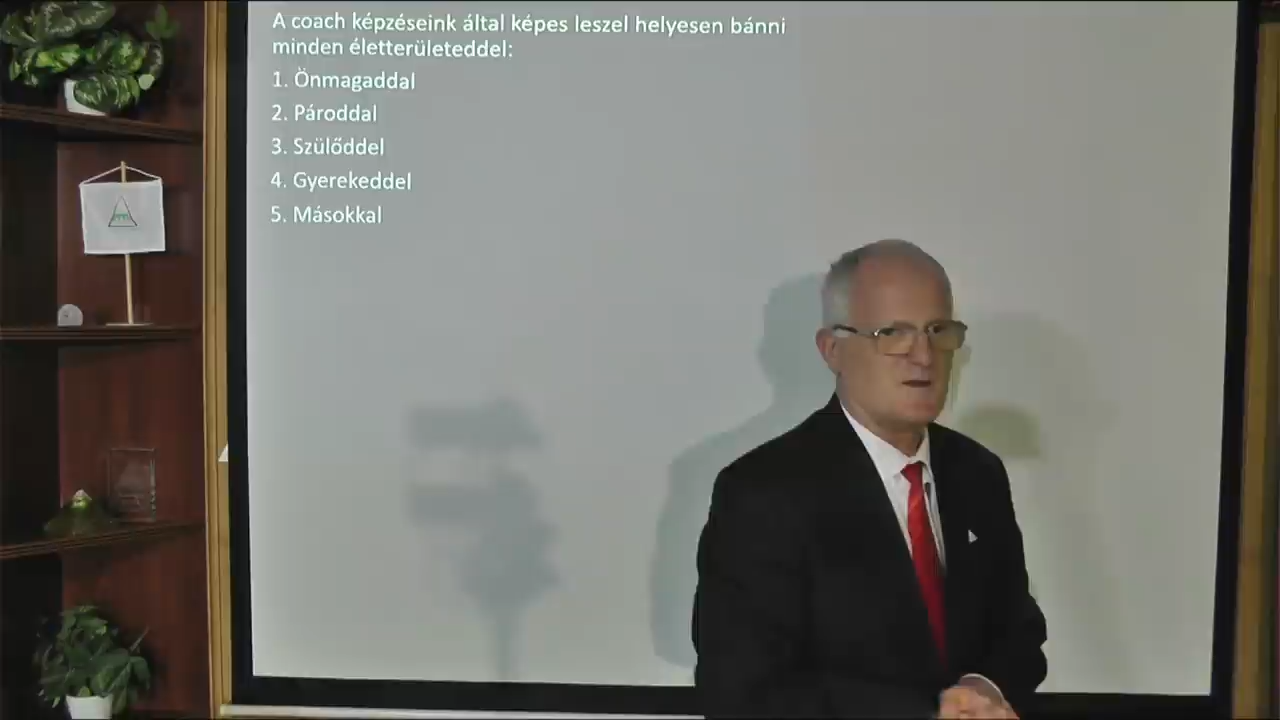 A coach képzéseink által képes leszel helyesen bánni
minden életterületeddel:
1. Önmagaddal
2. Pároddal
3. Szülőddel
4. Gyerekeddel
5. Másokkal